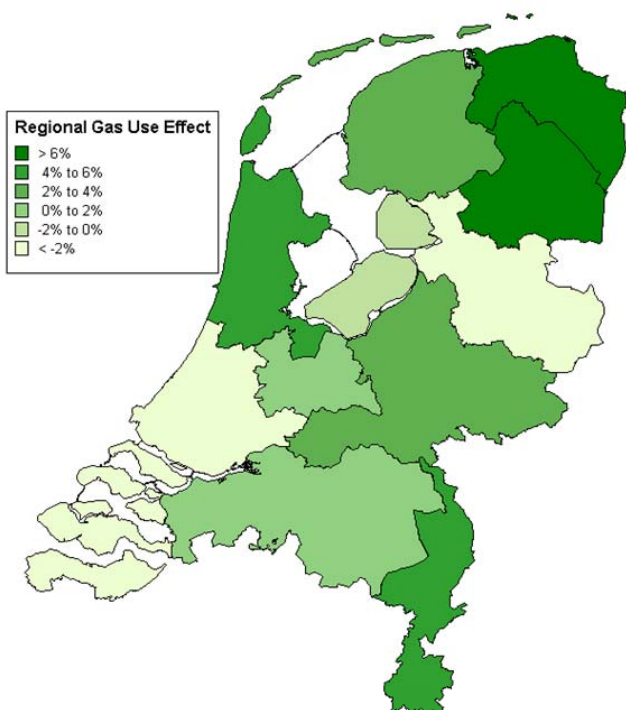 Regional Gas Use Effect
> 6%
4% to 6%
2% to 4%
0% to 2%
-2% to 0%
< -2%